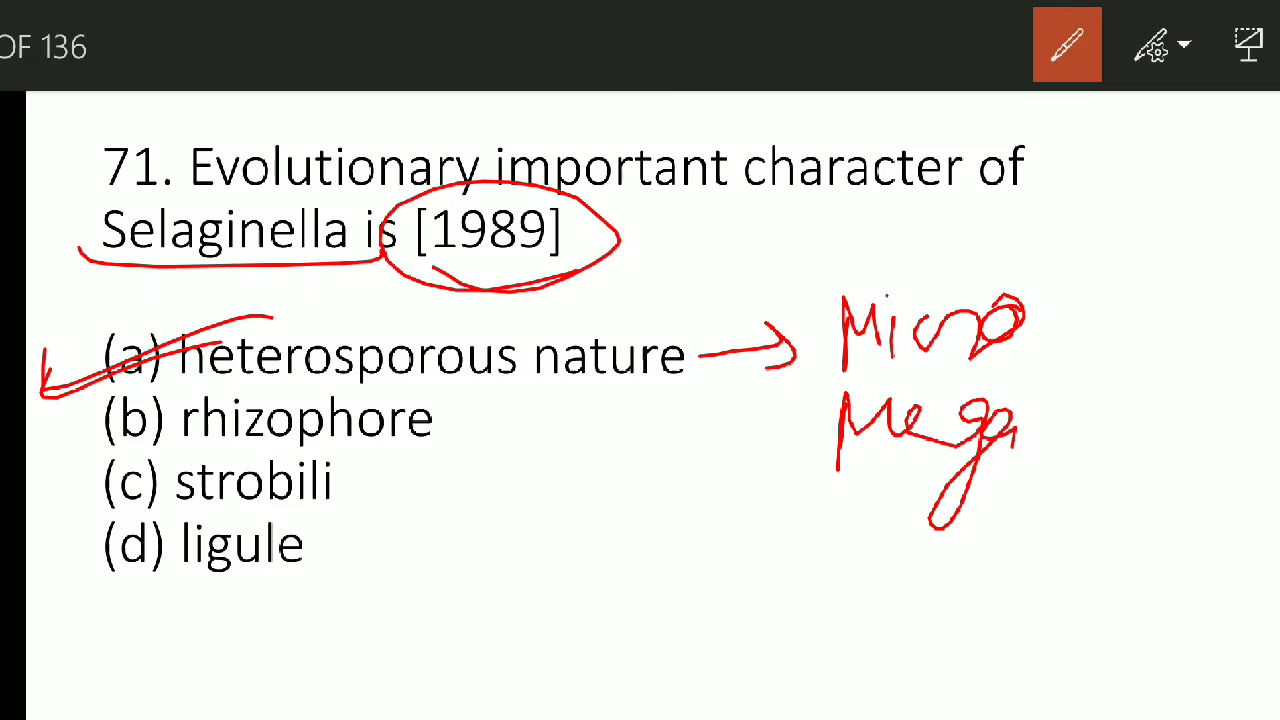 OF 136
71. Evolutionary important character of
Selaginella is [1989]
(a) heterosporous nature → Micro
Mega
(b) rhizophore
(c) strobili
(d) ligule